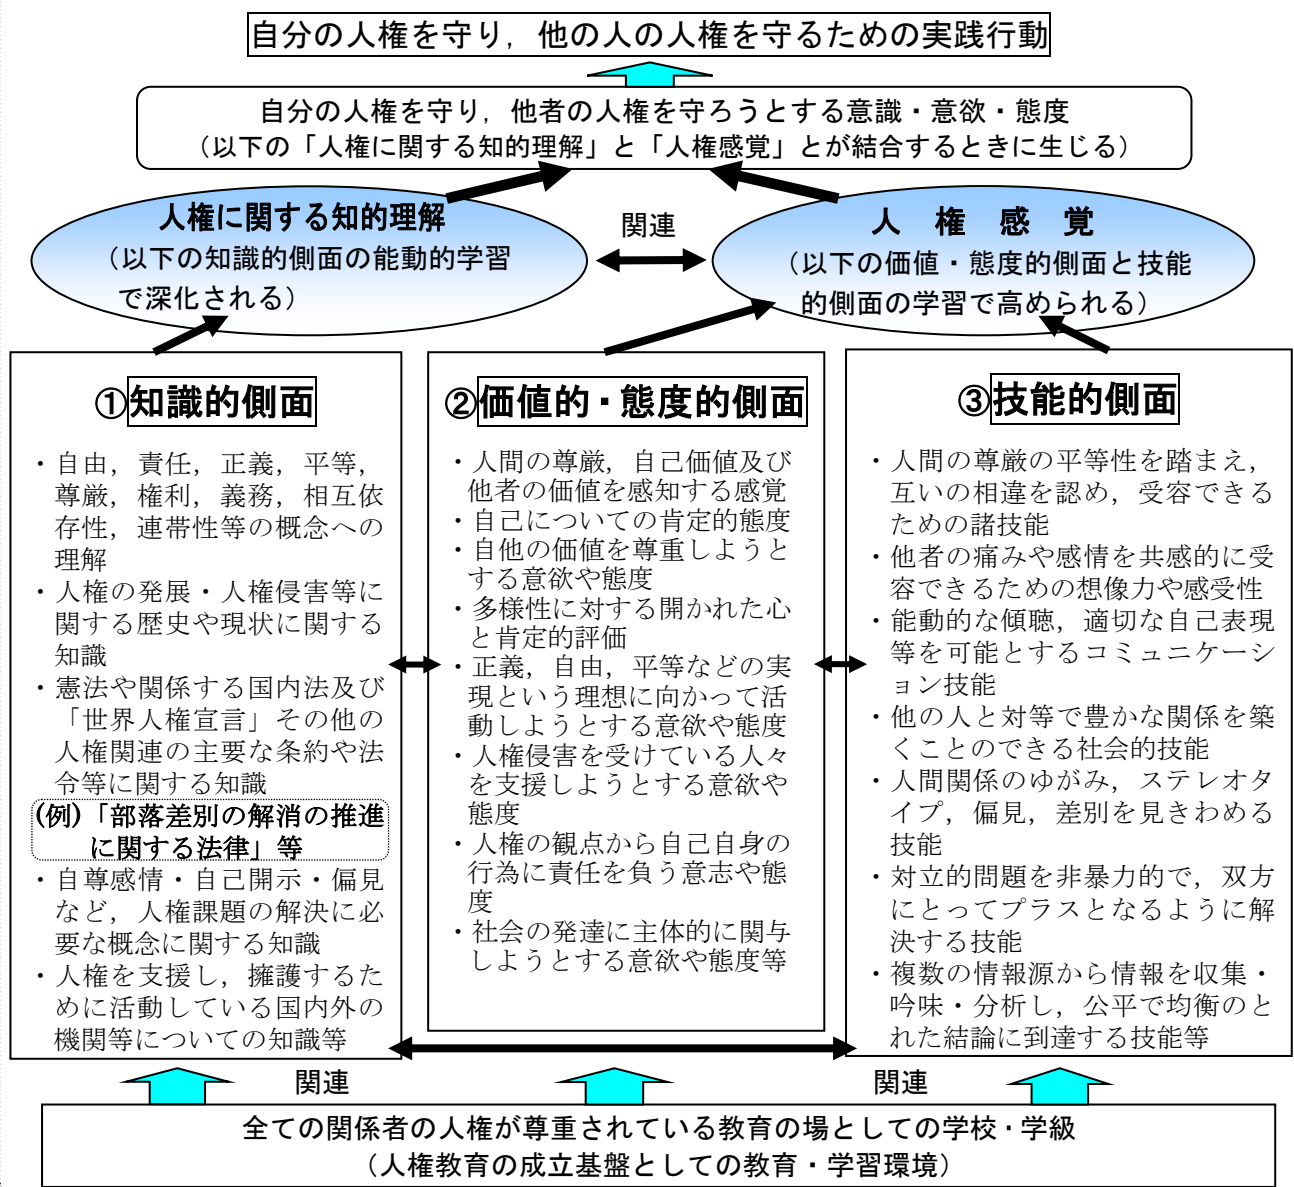 自分の人権を守り，他の人の人権を守るための実践行動
自分の人権を守り，他者の人権を守ろうとする意識・意欲・態度
（以下の「人権に関する知的理解」と「人権感覚」とが結合するときに生じる）
人権に関する知的理解
（以下の知識的側面の能動的学習
で深化される）
関連
人　権　感　覚
（以下の価値・態度的側面と技能
的側面の学習で高められる）
①知識的側面
・自由，責任，正義，平等，
尊厳，権利，義務，相互依
存性，連帯性等の概念への
理解
・人権の発展・人権侵害等に
関する歴史や現状に関する
知識
・憲法や関係する国内法及び
「世界人権宣言」その他の
人権関連の主要な条約や法
令等に関する知識
(例)「部落差別の解消の推進
に関する法律」等
・自尊感情・自己開示・偏見
など，人権課題の解決に必
要な概念に関する知識
・人権を支援し，擁護するた
めに活動している国内外の
機関等についての知識等
②価値的・態度的側面
・人間の尊厳，自己価値及び
他者の価値を感知する感覚
・自己についての肯定的態度
・自他の価値を尊重しようと
する意欲や態度
・多様性に対する開かれた心
と肯定的評価
・正義，自由，平等などの実
現という理想に向かって活
動しようとする意欲や態度
・人権侵害を受けている人々
を支援しようとする意欲や
態度
・人権の観点から自己自身の
行為に責任を負う意志や態
度
・社会の発達に主体的に関与
しようとする意欲や態度等
③技能的側面
・人間の尊厳の平等性を踏まえ，
互いの相違を認め，受容できる
ための諸技能
・他者の痛みや感情を共感的に受
容できるための想像力や感受性
・能動的な傾聴，適切な自己表現
等を可能とするコミュニケーシ
ョン技能
・他の人と対等で豊かな関係を築
くことのできる社会的技能
・人間関係のゆがみ，ステレオタ
イプ，偏見，差別を見きわめる
技能
・対立的問題を非暴力的で，双方
にとってプラスとなるように解
決する技能
・複数の情報源から情報を収集・
吟味・分析し，公平で均衡のと
れた結論に到達する技能等
関連
関連
全ての関係者の人権が尊重されている教育の場としての学校・学級
（人権教育の成立基盤としての教育・学習環境）